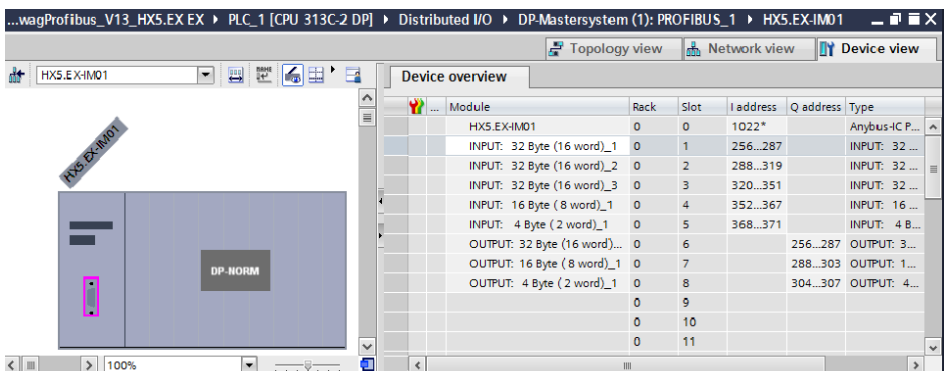 ...wagProfibus_V13_HX5.EX EX ▸ PLC_1 [CPU 313C-2 DP] ▸ Distributed I/O ▸ DP-Mastersystem (1): PROFIBUS_1 ▸ HX5.EX-IM01
Topology view Network view Device view
HX5.EX-IM01
Device overview
... Module Rack Slot I address Q address Type
HX5.EX-IM01 0 0 1022* Anybus-IC P...
INPUT: 32 Byte (16 word)_1 0 1 256...287 INPUT: 32 ...
INPUT: 32 Byte (16 word)_2 0 2 288...319 INPUT: 32 ...
INPUT: 32 Byte (16 word)_3 0 3 320...351 INPUT: 32 ...
INPUT: 16 Byte ( 8 word)_1 0 4 352...367 INPUT: 16 ...
INPUT: 4 Byte ( 2 word)_1 0 5 368...371 INPUT: 4 B...
OUTPUT: 32 Byte (16 word)... 0 6 256...287 OUTPUT: 3...
OUTPUT: 16 Byte ( 8 word)_1 0 7 288...303 OUTPUT: 1...
OUTPUT: 4 Byte ( 2 word)_1 0 8 304...307 OUTPUT: 4...
0 9
0 10
0 11
HX5.EX-IM01
DP-NORM
100%